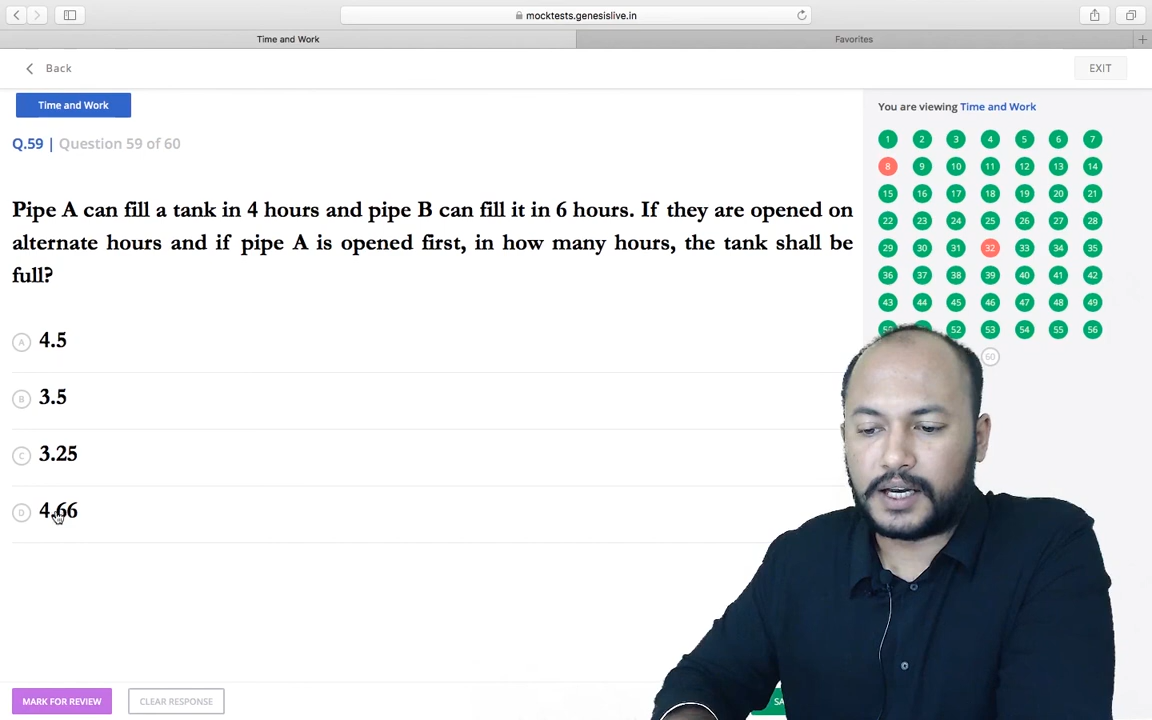 mocktests.genesislive.in
Time and Work
Favorites
Back
EXIT
Time and Work
You are viewing Time and Work
Q.59 | Question 59 of 60
1 2 3 4 5 6 7
8 9 10 11 12 13 14
15 16 17 18 19 20 21
22 23 24 25 26 27 28
29 30 31 32 33 34 35
36 37 38 39 40 41 42
43 44 45 46 47 48 49
52 53 54 55 56
60
Pipe A can fill a tank in 4 hours and pipe B can fill it in 6 hours. If they are opened on
alternate hours and if pipe A is opened first, in how many hours, the tank shall be
full?
A 4.5
B 3.5
C 3.25
D 4.66
MARK FOR REVIEW
CLEAR RESPONSE